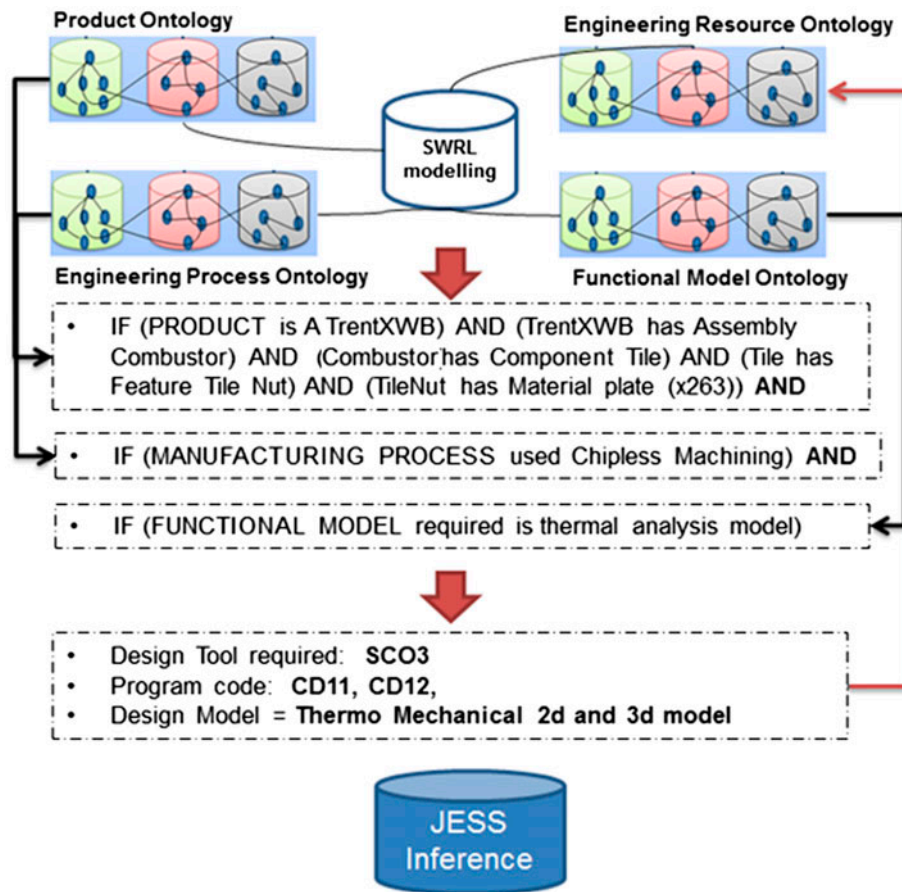 Product Ontology
Engineering Resource Ontology
SWRL
modelling
Engineering Process Ontology
Functional Model Ontology
• IF (PRODUCT is A TrentXWB) AND (TrentXWB has Assembly
Combustor) AND (Combustor has Component Tile) AND (Tile has
Feature Tile Nut) AND (TileNut has Material plate (x263)) AND
• IF (MANUFACTURING PROCESS used Chipless Machining) AND
• IF (FUNCTIONAL MODEL required is thermal analysis model)
• Design Tool required: SCO3
• Program code: CD11, CD12,
• Design Model = Thermo Mechanical 2d and 3d model
JESS
Inference